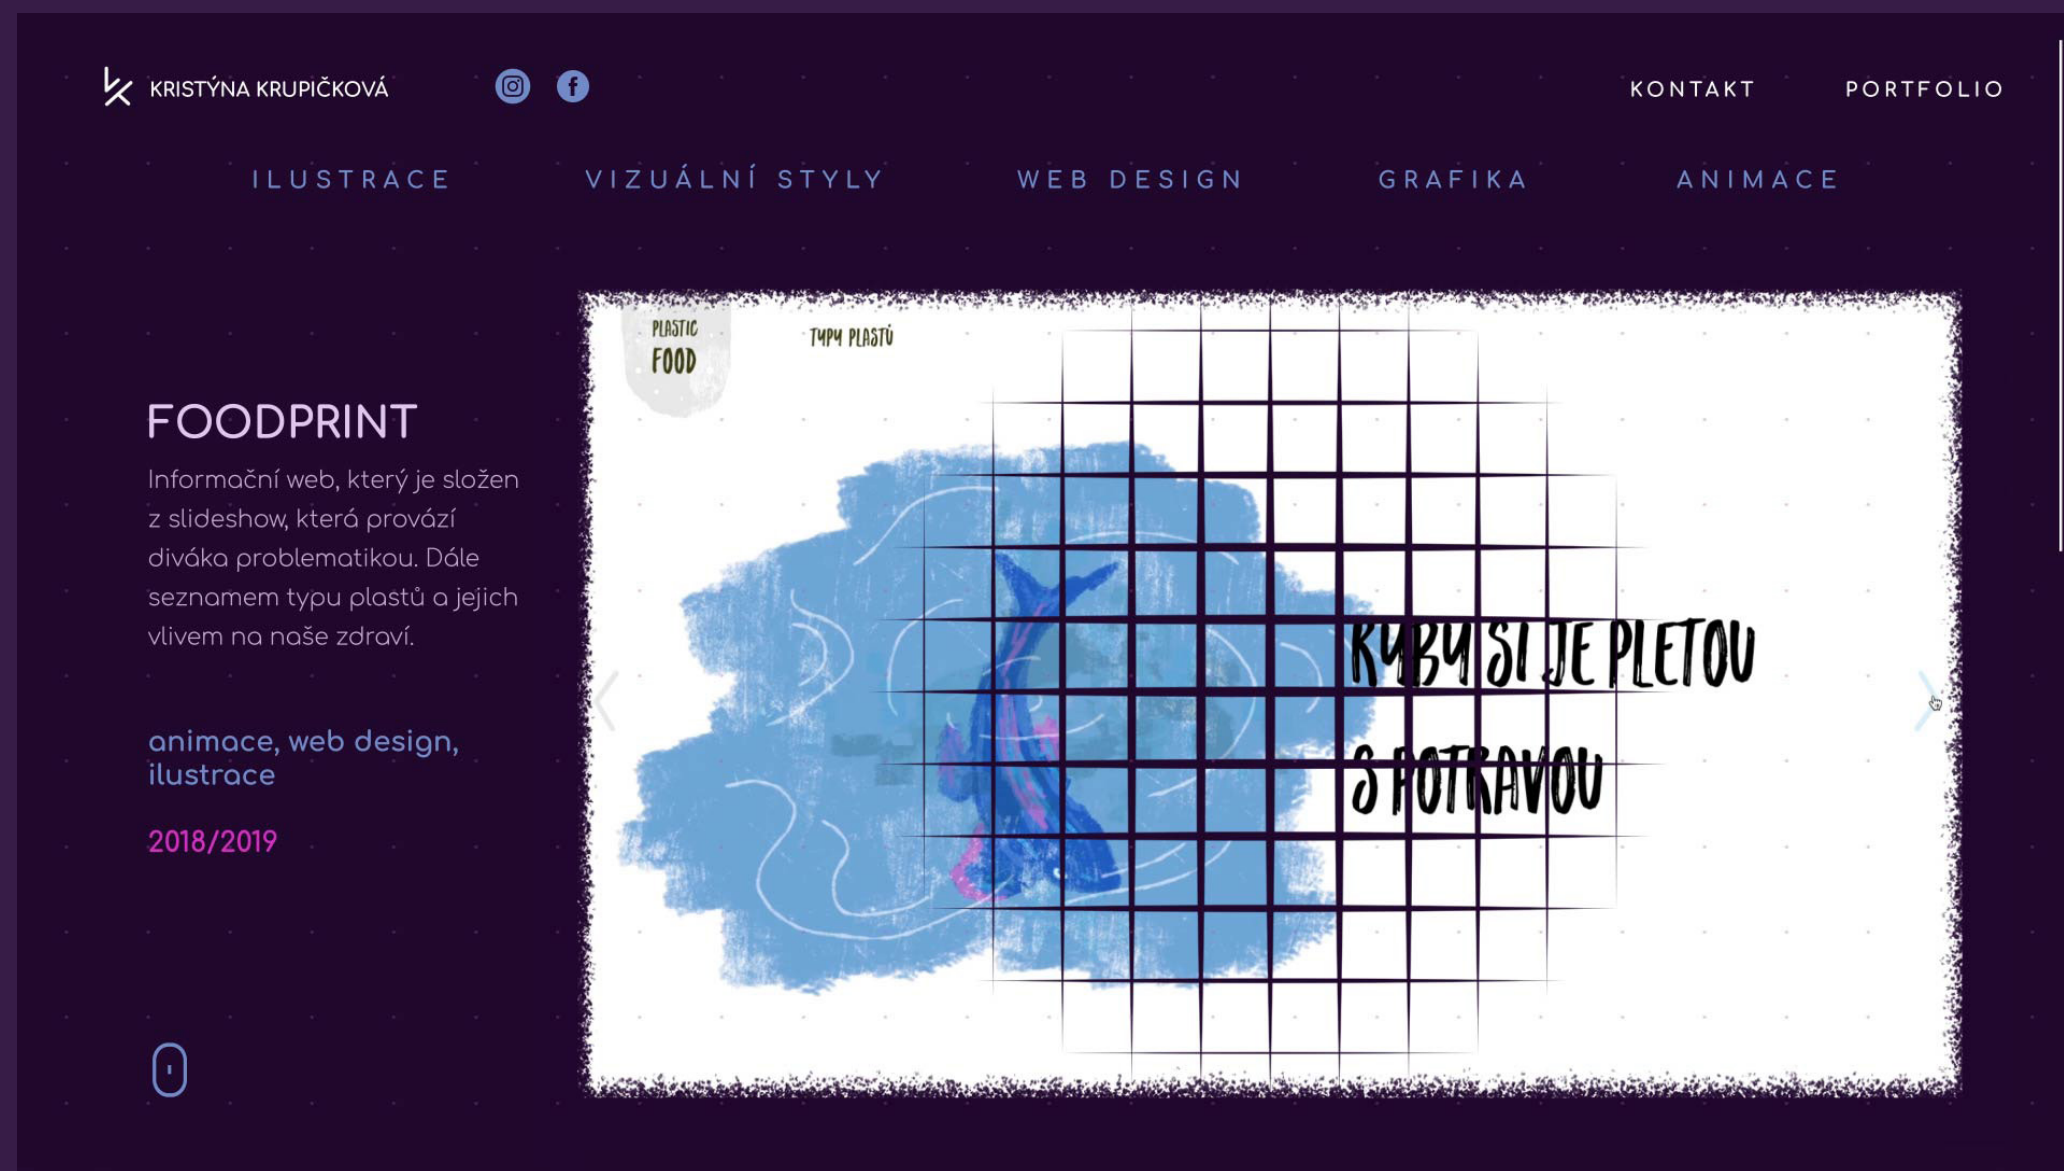 KRISTÝNA KRUPIČKOVÁ
KONTAKT
PORTFOLIO
ILUSTRACE
VIZUÁLNÍ STYLY
WEB DESIGN
GRAFIKA
ANIMACE
PLASTIC
FOOD
TYPY PLASTŮ
FOODPRINT
Informační web, který je složen
z slideshow, která provází
diváka problematikou. Dále
seznamem typu plastů a jejich
vlivem na naše zdraví.
RYBY SI JE PLETOU
S POTRAVOU
animace, web design,
ilustrace
2018/2019